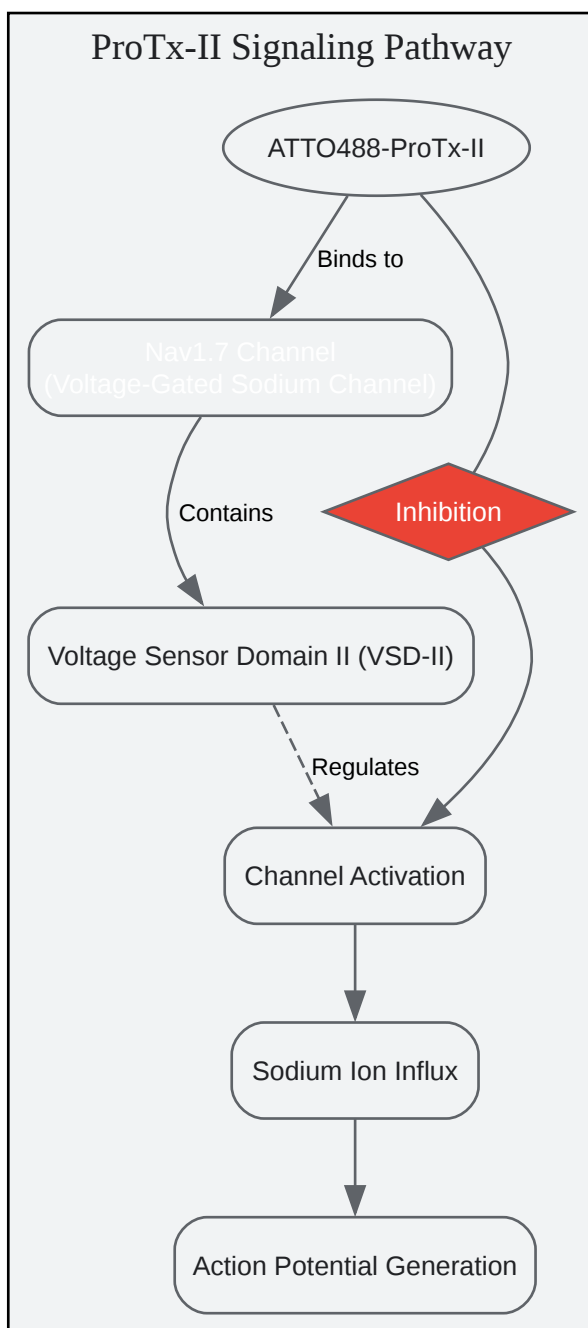 ProTx-II Signaling Pathway
ATTO488-ProTx-II
Binds to
Nav1.7 Channel
(Voltage-Gated Sodium Channel)
Contains
Inhibition
Voltage Sensor Domain II (VSD-II)
Regulates
Channel Activation
Sodium Ion Influx
Action Potential Generation